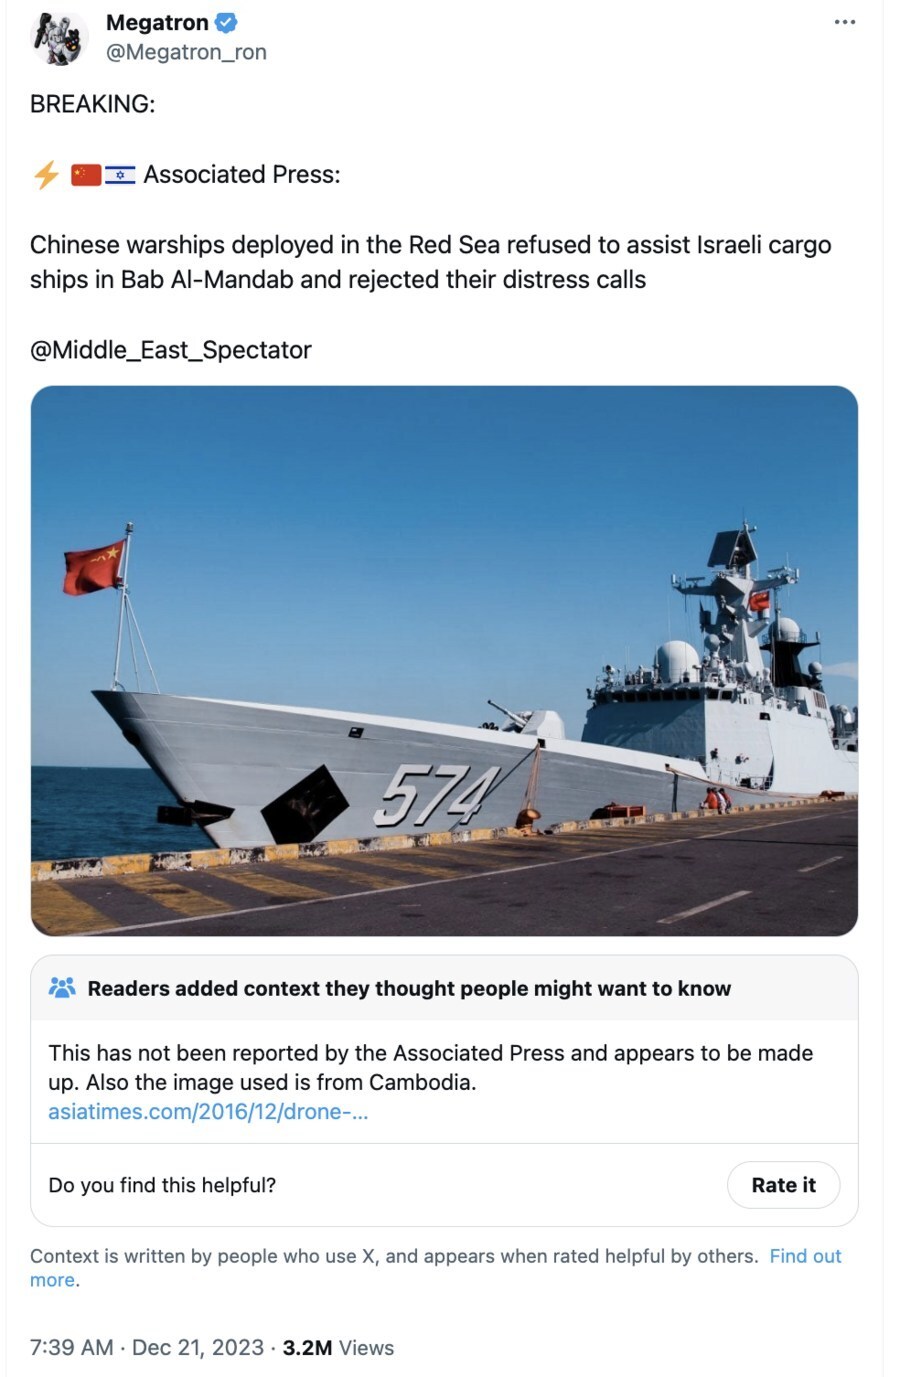 Megatron
@Megatron_ron
BREAKING:
⚡ 🇨🇳🇮🇱 Associated Press:
Chinese warships deployed in the Red Sea refused to assist Israeli cargo
ships in Bab Al-Mandab and rejected their distress calls
@Middle_East_Spectator
574
Readers added context they thought people might want to know
This has not been reported by the Associated Press and appears to be made
up. Also the image used is from Cambodia.
asiatimes.com/2016/12/drone-...
Do you find this helpful?
Rate it
Context is written by people who use X, and appears when rated helpful by others. Find out
more.
7:39 AM · Dec 21, 2023 · 3.2M Views